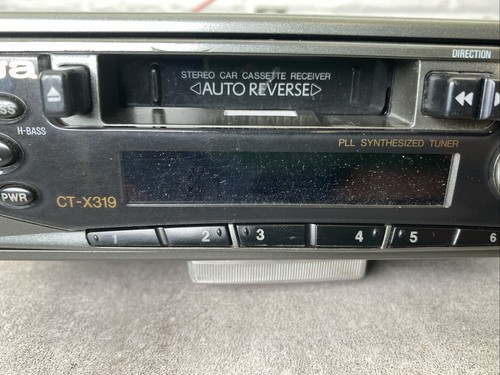 DIRECTION
STEREO CAR CASSETTE RECEIVER
◁AUTO REVERSE▷
H-BASS
PLL SYNTHESIZED TUNER
PWR
CT-X319
1 2 3 4 5 6